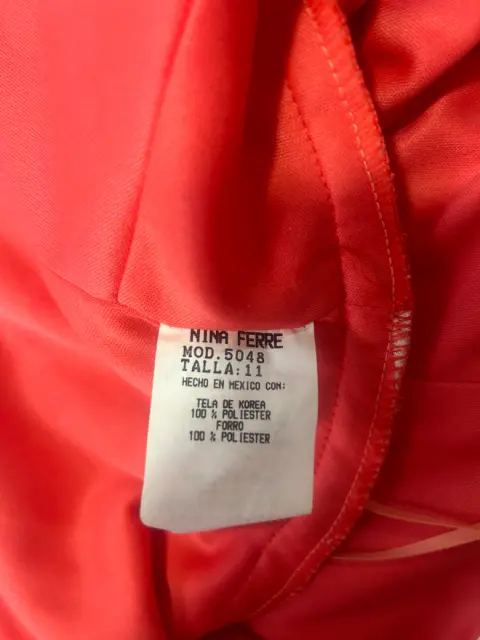 NINA FERRE
MOD.5048
TALLA:11
HECHO EN MEXICO CON:
TELA DE KOREA
100 % POLIESTER
FORRO
100 % POLIESTER